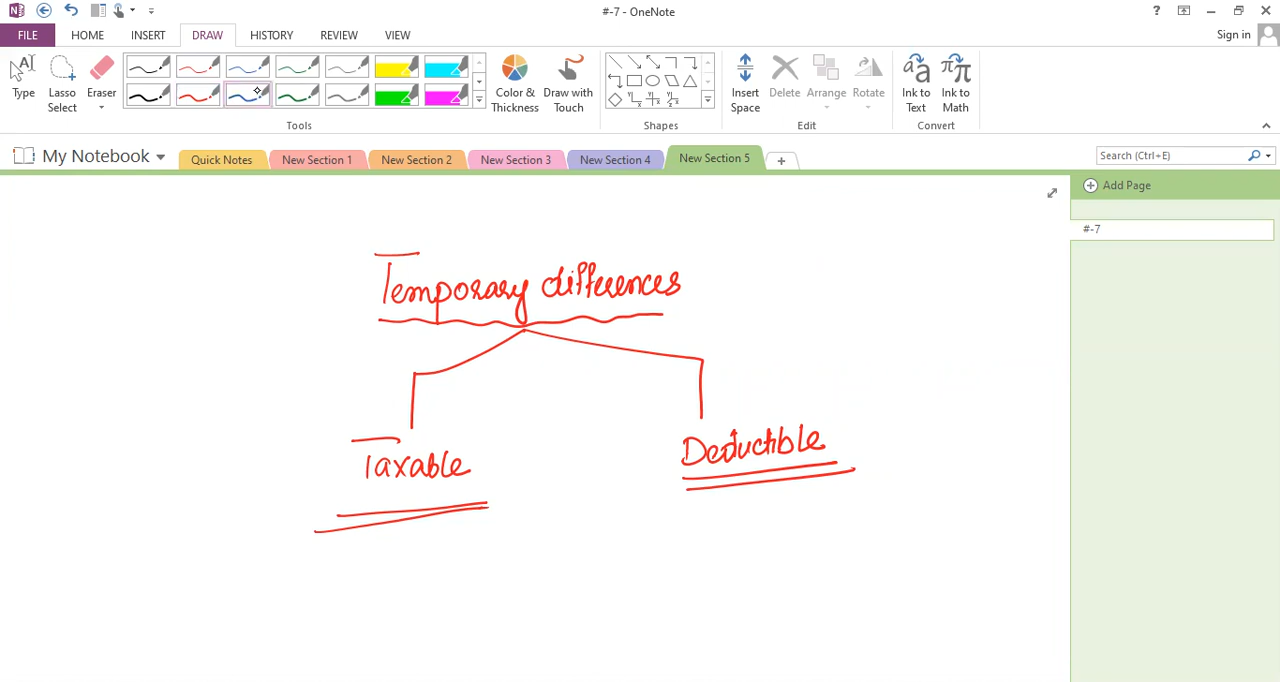 #-7 - OneNote
Sign in
FILE HOME INSERT DRAW HISTORY REVIEW VIEW
Type
Lasso Select
Eraser
Color & Thickness
Draw with Touch
Insert Space
Delete
Arrange
Rotate
Ink to Text
Ink to Math
Tools
Shapes
Edit
Convert
My Notebook
Quick Notes
New Section 1
New Section 2
New Section 3
New Section 4
New Section 5
Search (Ctrl+E)
Add Page
#-7
Temporary differences
Taxable
Deductible